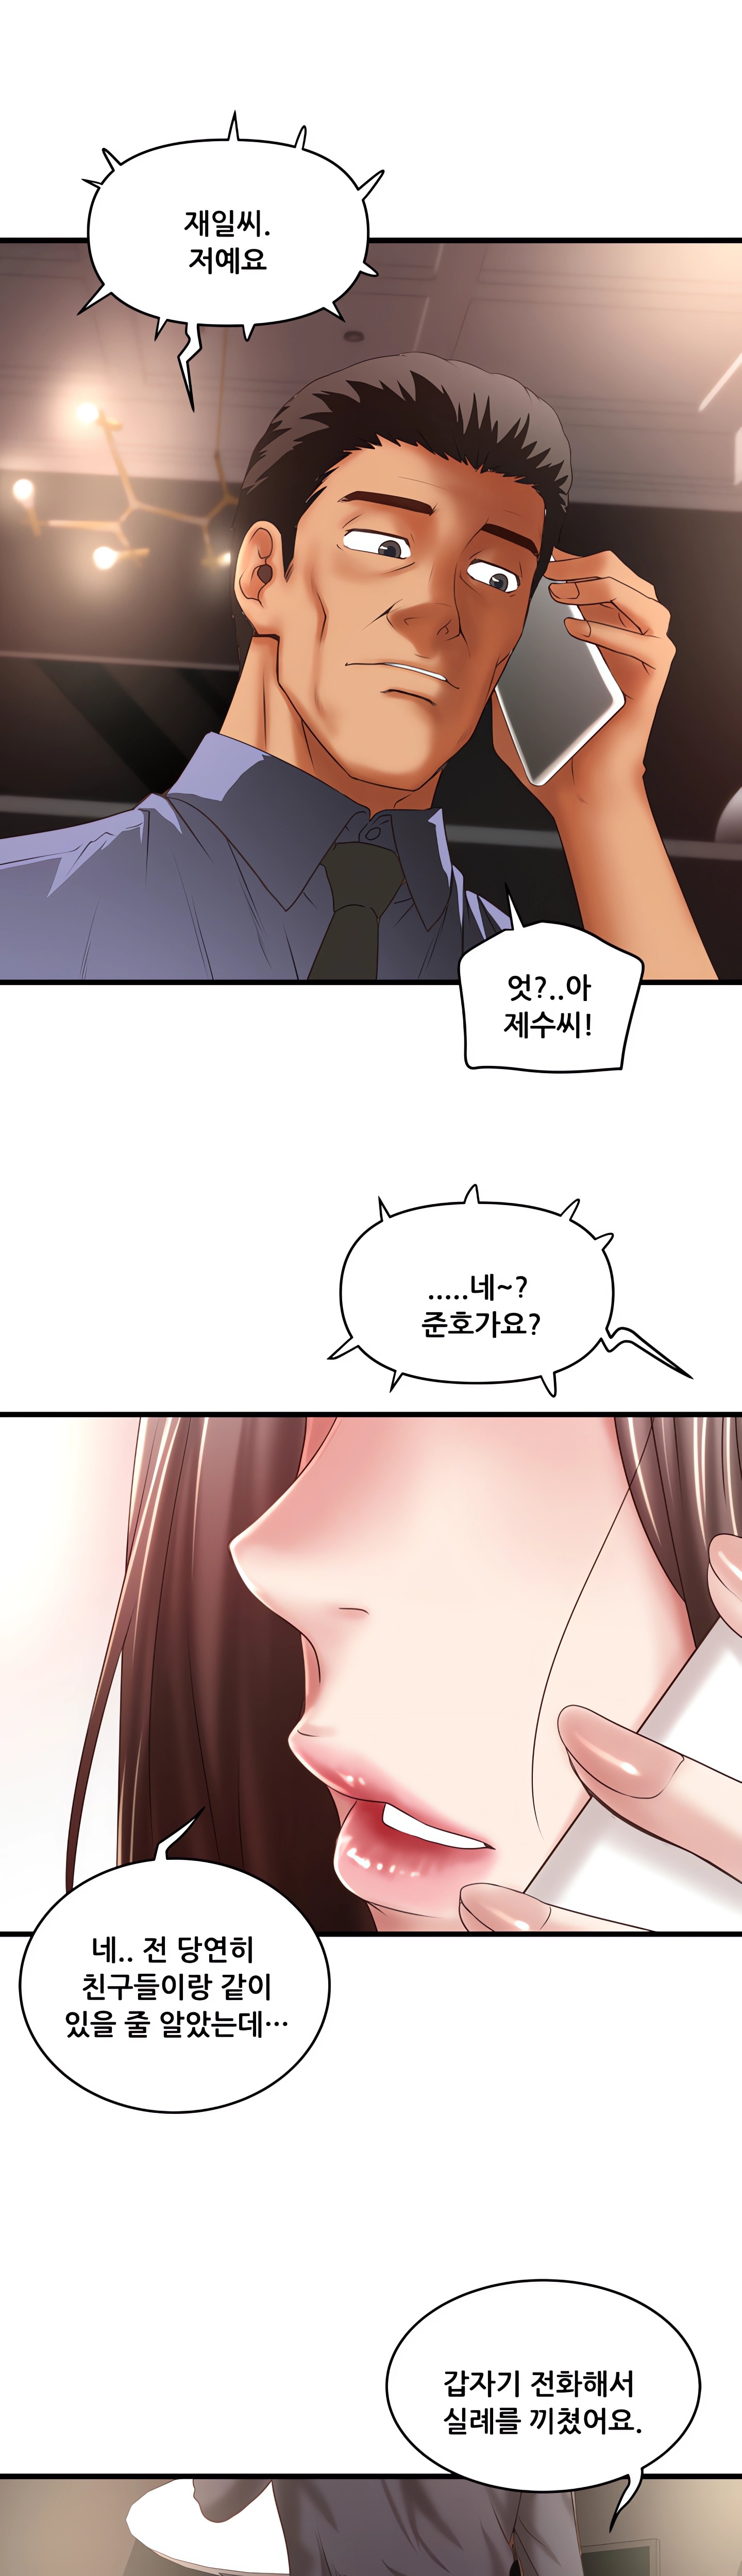 재일씨.
저예요
엇?..아
제수씨!
.....네~?
준호가요?
네.. 전 당연히
친구들이랑 같이
있을 줄 알았는데…
갑자기 전화해서
실례를 끼쳤어요.